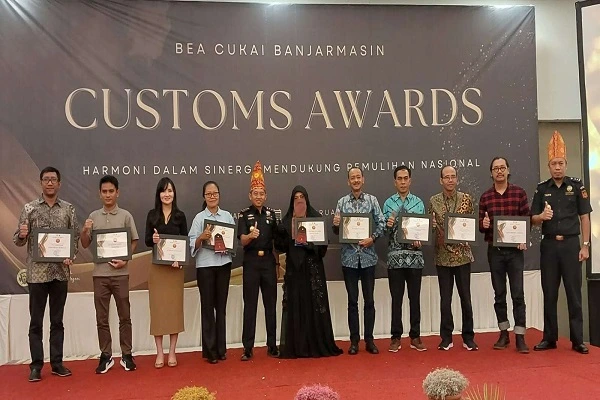 BEA CUKAI BANJARMASIN
CUSTOMS AWARDS
HARMONI DALAM SINERGI MENDUKUNG PEMULIHAN NASIONAL